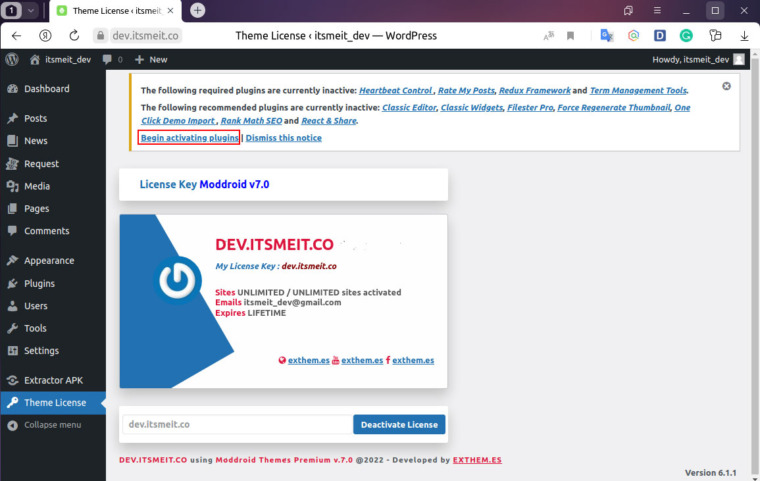 1
Theme License ‹ itsmeit_
dev.itsmeit.co
Theme License ‹ itsmeit_dev — WordPress
itsmeit_dev
0
New
Howdy, itsmeit_dev
Dashboard
Posts
News
Request
Media
Pages
Comments
Appearance
Plugins
Users
Tools
Settings
Extractor APK
Theme License
Collapse menu
The following required plugins are currently inactive: Heartbeat Control , Rate My Posts, Redux Framework and Term Management Tools.
The following recommended plugins are currently inactive: Classic Editor, Classic Widgets, Filester Pro, Force Regenerate Thumbnail, One
Click Demo Import , Rank Math SEO and React & Share.
Begin activating plugins | Dismiss this notice
License Key Moddroid v7.0
DEV.ITSMEIT.CO
My License Key : dev.itsmeit.co
Sites UNLIMITED / UNLIMITED sites activated
Emails itsmeit_dev@gmail.com
Expires LIFETIME
exthem.es exthem.es exthem.es
dev.itsmeit.co
Deactivate License
DEV.ITSMEIT.CO using Moddroid Themes Premium v.7.0 @2022 - Developed by EXTHEM.ES
Version 6.1.1